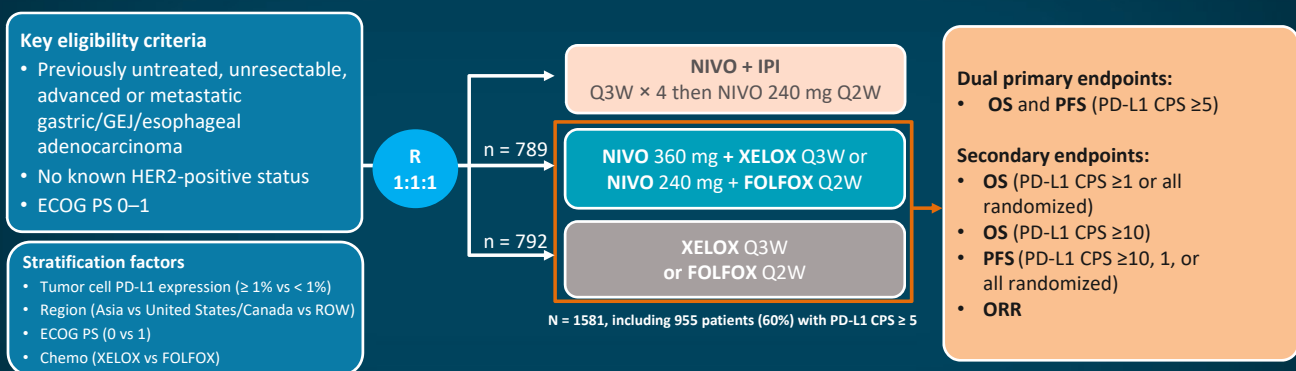 Key eligibility criteria
• Previously untreated, unresectable,
advanced or metastatic
gastric/GEJ/esophageal
adenocarcinoma
• No known HER2-positive status
• ECOG PS 0–1
Stratification factors
• Tumor cell PD-L1 expression (≥ 1% vs < 1%)
• Region (Asia vs United States/Canada vs ROW)
• ECOG PS (0 vs 1)
• Chemo (XELOX vs FOLFOX)
R
1:1:1
n = 789
n = 792
NIVO + IPI
Q3W × 4 then NIVO 240 mg Q2W
NIVO 360 mg + XELOX Q3W or
NIVO 240 mg + FOLFOX Q2W
XELOX Q3W
or FOLFOX Q2W
N = 1581, including 955 patients (60%) with PD-L1 CPS ≥ 5
Dual primary endpoints:
• OS and PFS (PD-L1 CPS ≥5)
Secondary endpoints:
• OS (PD-L1 CPS ≥1 or all
randomized)
• OS (PD-L1 CPS ≥10)
• PFS (PD-L1 CPS ≥10, 1, or
all randomized)
• ORR